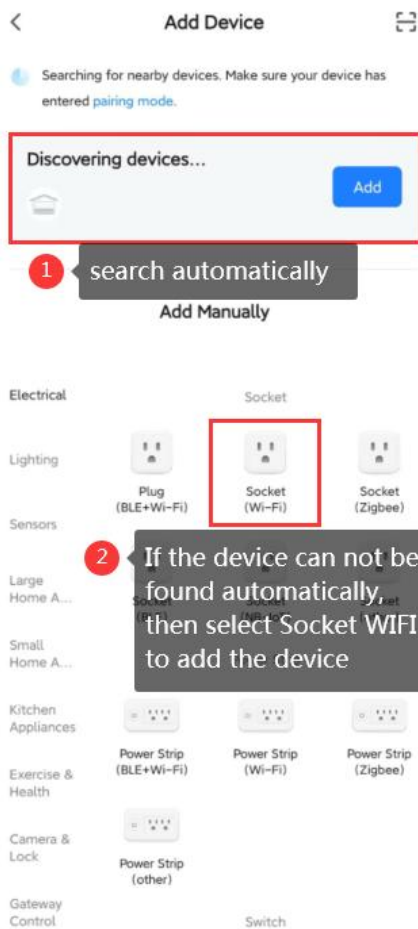 Add Device
Searching for nearby devices. Make sure your device has
entered pairing mode.
Discovering devices...
Add
1 search automatically
Add Manually
Electrical
Socket
Lighting
Plug
(BLE+Wi-Fi)
Socket
(Wi-Fi)
Socket
(Zigbee)
Sensors
2 If the device can not be
found automatically,
then select Socket WIFI
to add the device
Large
Home A...
Socket
Small
Home A...
Kitchen
Appliances
Power Strip
(BLE+Wi-Fi)
Power Strip
(Wi-Fi)
Power Strip
(Zigbee)
Exercise &
Health
Camera &
Lock
Power Strip
(other)
Gateway
Control
Switch